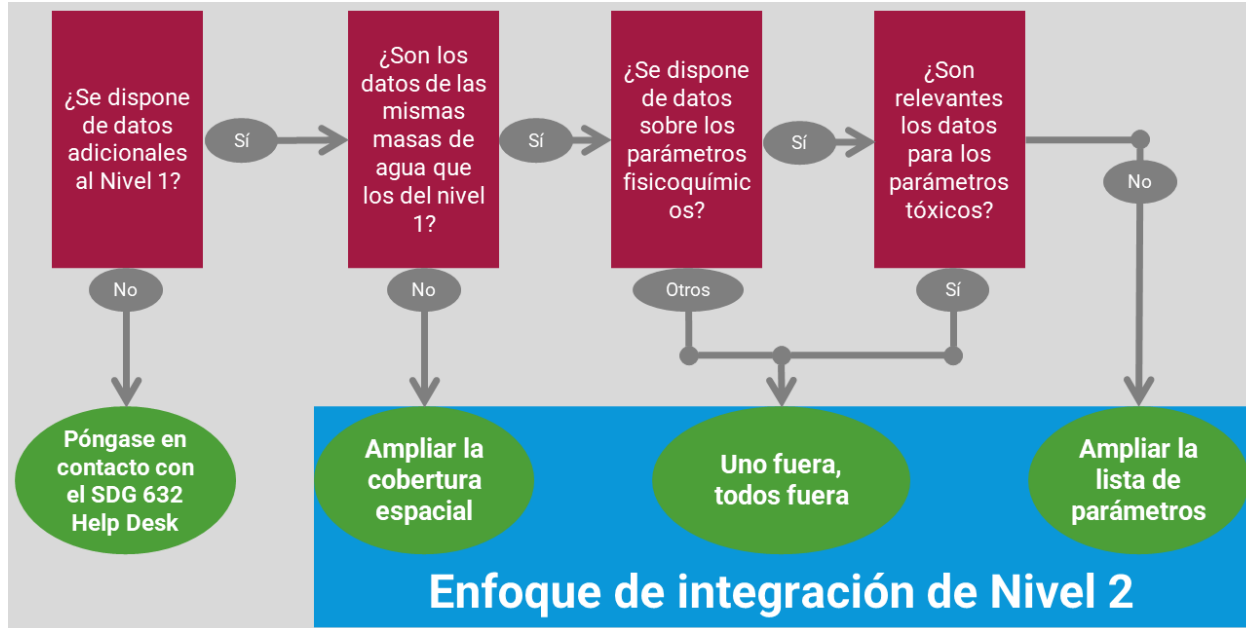 ¿Se dispone
de datos
adicionales
al Nivel 1?
Sí
¿Son los
datos de las
mismas
masas de
agua que
los del nivel
1?
Sí
¿Se dispone
de datos
sobre los
parámetros
fisicoquímic
os?
Sí
¿Son
relevantes
los datos
para los
parámetros
tóxicos?
No
No
No
Otros
Sí
Póngase en
contacto con
el SDG 632
Help Desk
Ampliar la
cobertura
espacial
Uno fuera,
todos fuera
Ampliar la
lista de
parámetros
Enfoque de integración de Nivel 2